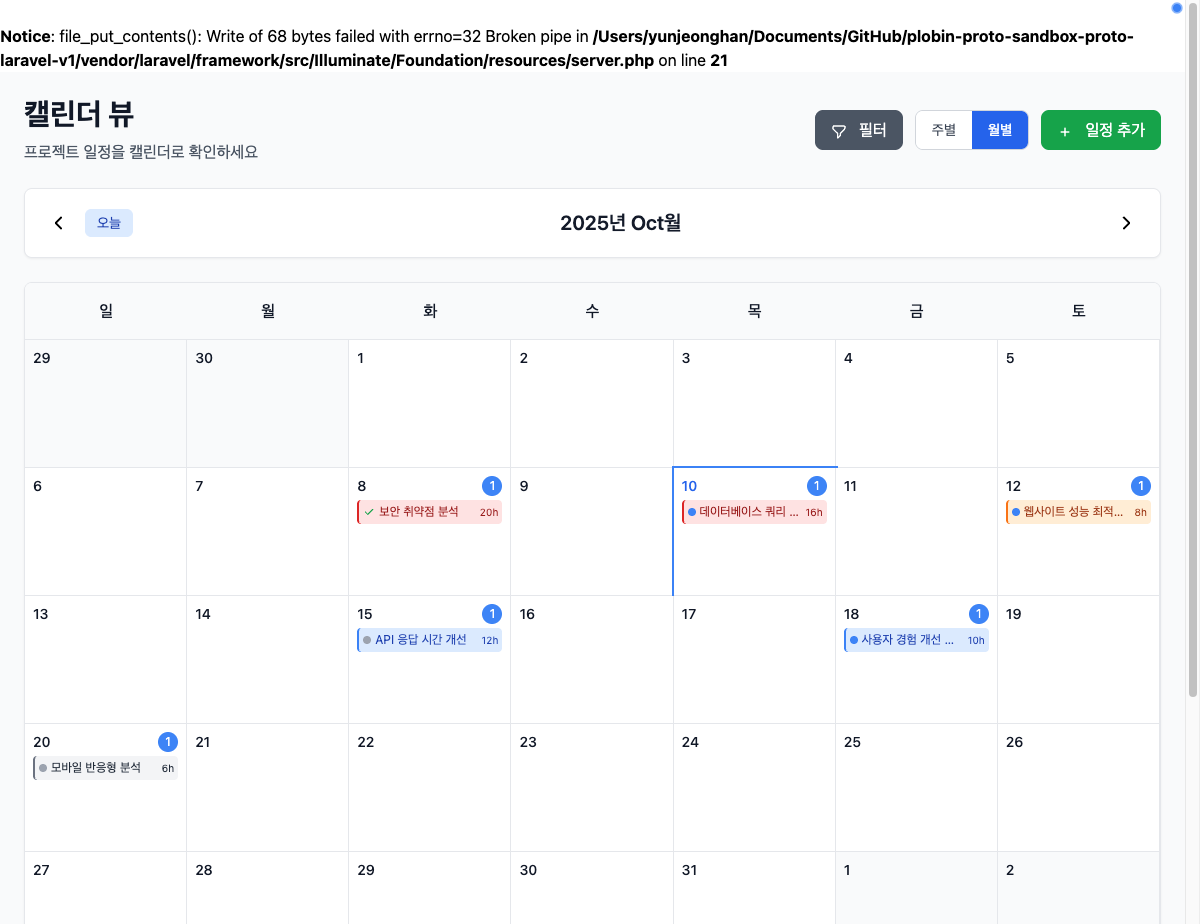 Notice: file_put_contents(): Write of 68 bytes failed with errno=32 Broken pipe in /Users/yunjeonghan/Documents/GitHub/plobin-proto-sandbox-proto-
laravel-v1/vendor/laravel/framework/src/Illuminate/Foundation/resources/server.php on line 21
캘린더 뷰
프로젝트 일정을 캘린더로 확인하세요
필터
주별
월별
+ 일정 추가
오늘
2025년 Oct월
일 월 화 수 목 금 토
29 30 1 2 3 4 5
6 7 8 1 9 10 1 11 12 1
보안 취약점 분석 20h 데이터베이스 쿼리 ... 16h 웹사이트 성능 최적... 8h
13 14 15 1 16 17 18 1 19
API 응답 시간 개선 12h 사용자 경험 개선 ... 10h
20 1 21 22 23 24 25 26
모바일 반응형 분석 6h
27 28 29 30 31 1 2